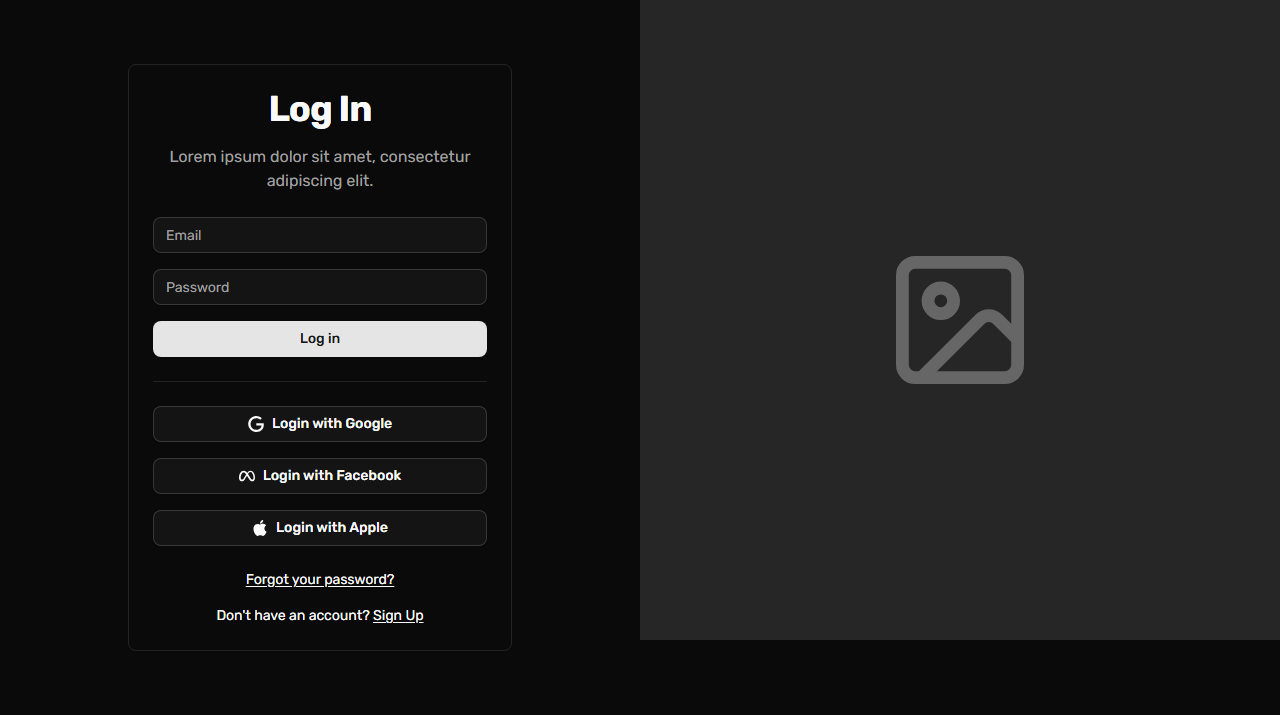 Log In
Lorem ipsum dolor sit amet, consectetur
adipiscing elit.
Email
Password
Log in
Login with Google
Login with Facebook
Login with Apple
Forgot your password?
Don't have an account? Sign Up